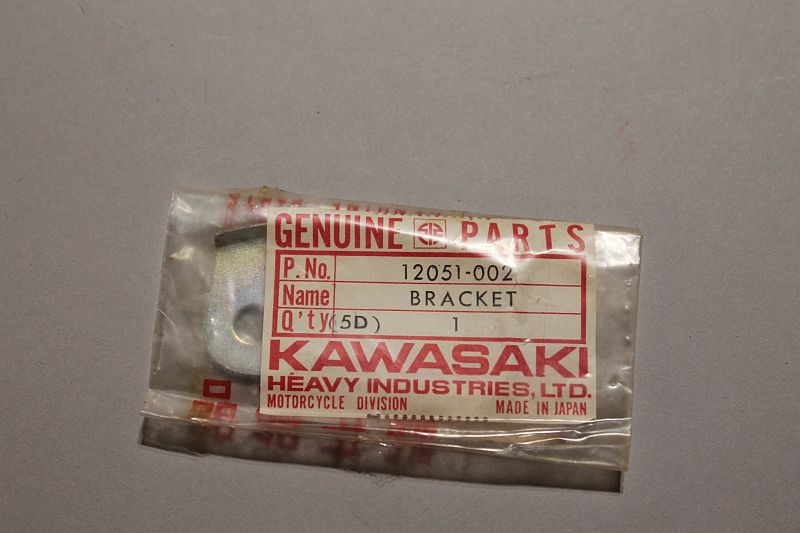 GENUINE PARTS
P. No. 12051-002
Name BRACKET
Q'ty (5D) 1
KAWASAKI
HEAVY INDUSTRIES, LTD.
MOTORCYCLE DIVISION MADE IN JAPAN